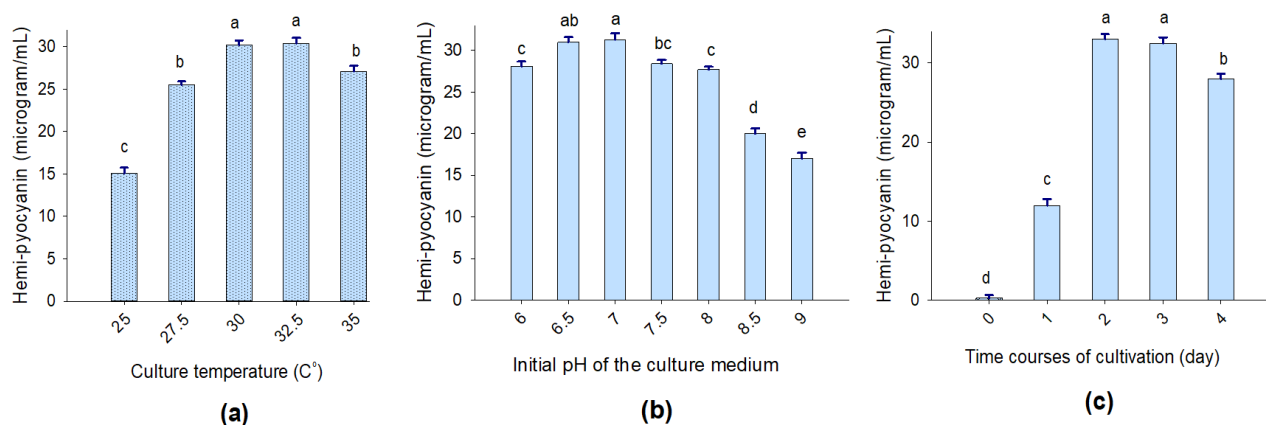 Hemi-pyocyanin (microgram/mL)
30
25
20
15
10
5
0
c
b
a
a
b
25
27.5
30
32.5
35
Culture temperature (C°)
(a)
Hemi-pyocyanin (microgram/mL)
30
20
10
0
c
ab
a
bc
c
d
e
6
6.5
7
7.5
8
8.5
9
Initial pH of the culture medium
(b)
Hemi-pyocyanin (microgram/mL)
30
20
10
0
d
c
a
a
b
0
1
2
3
4
Time courses of cultivation (day)
(c)